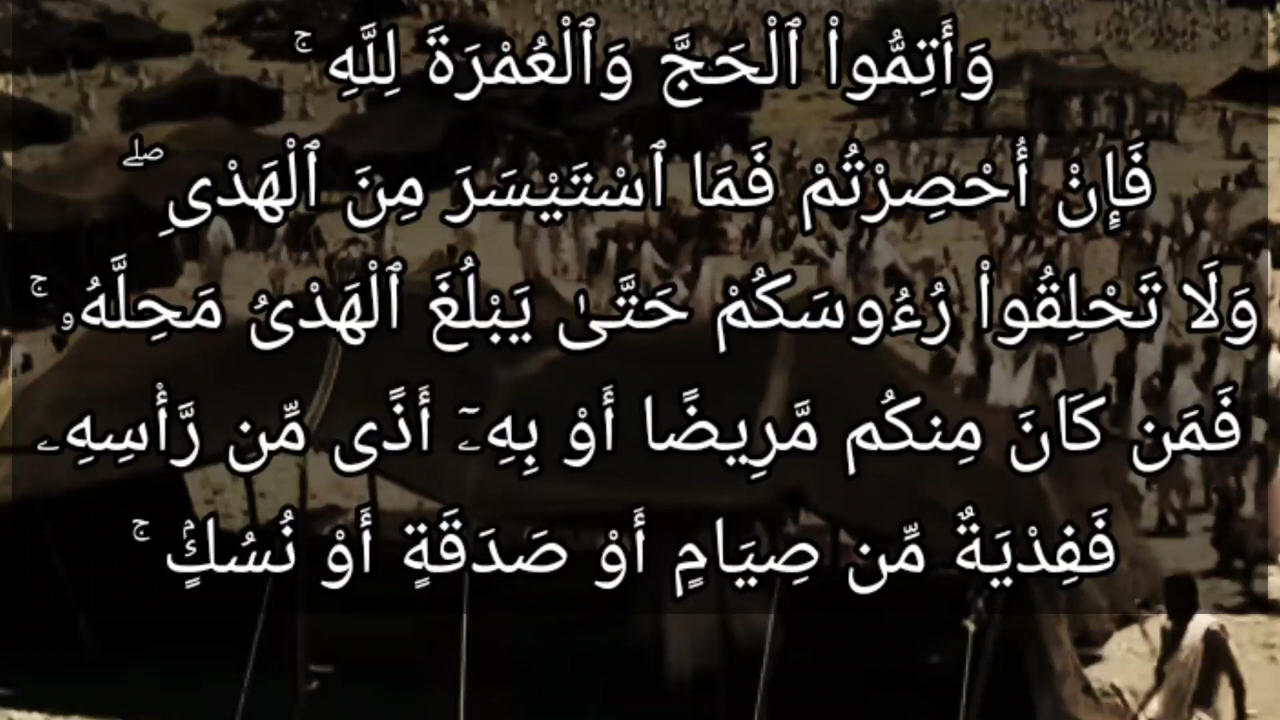 وَأَتِمُّوا۟ ٱلْحَجَّ وَٱلْعُمْرَةَ لِلَّهِ ۚ
فَإِنْ أُحْصِرْتُمْ فَمَا ٱسْتَيْسَرَ مِنَ ٱلْهَدْىِ ۖ
وَلَا تَحْلِقُوا۟ رُءُوسَكُمْ حَتَّىٰ يَبْلُغَ ٱلْهَدْىُ مَحِلَّهُۥ ۚ
فَمَن كَانَ مِنكُم مَّرِيضًا أَوْ بِهِۦٓ أَذًى مِّن رَّأْسِهِۦ
فَفِدْيَةٌ مِّن صِيَامٍ أَوْ صَدَقَةٍ أَوْ نُسُكٍۢ ۚ